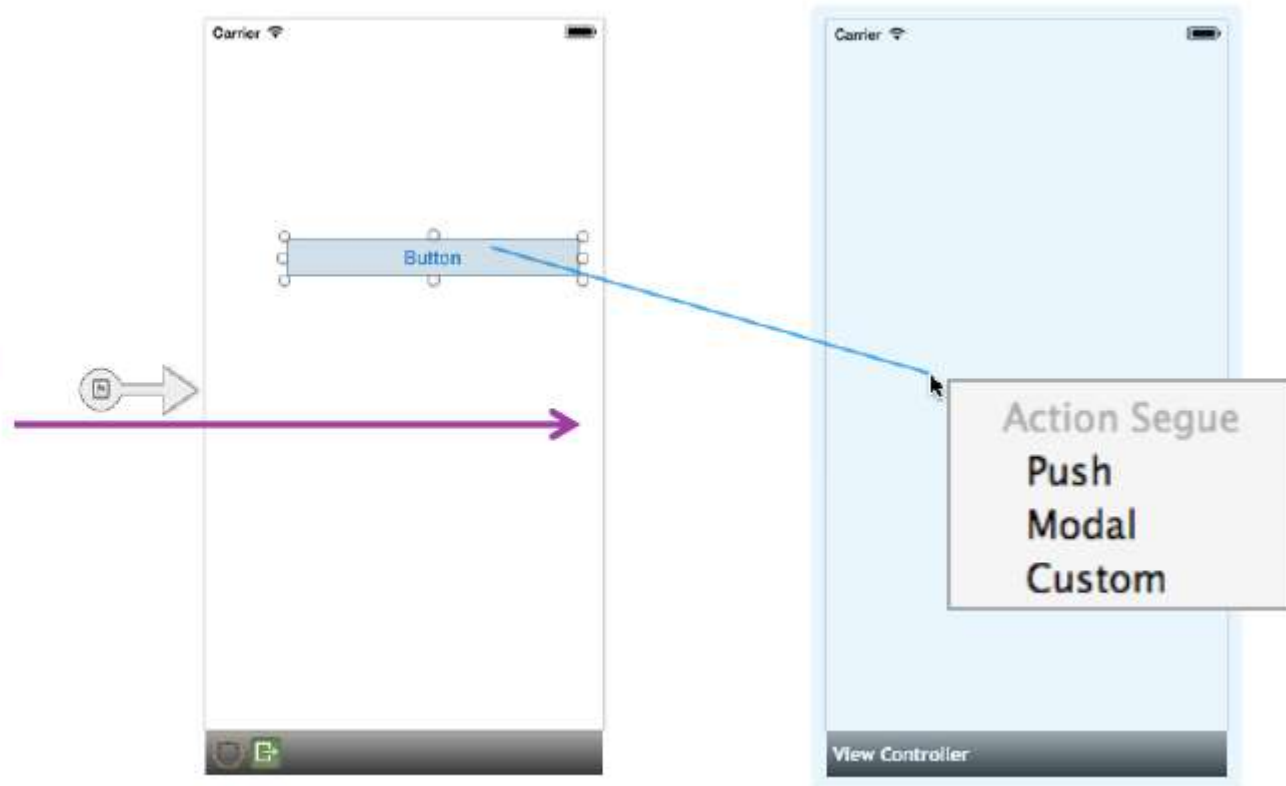 Carrier
Carrier
Button
Action Segue
Push
Modal
Custom
View Controller